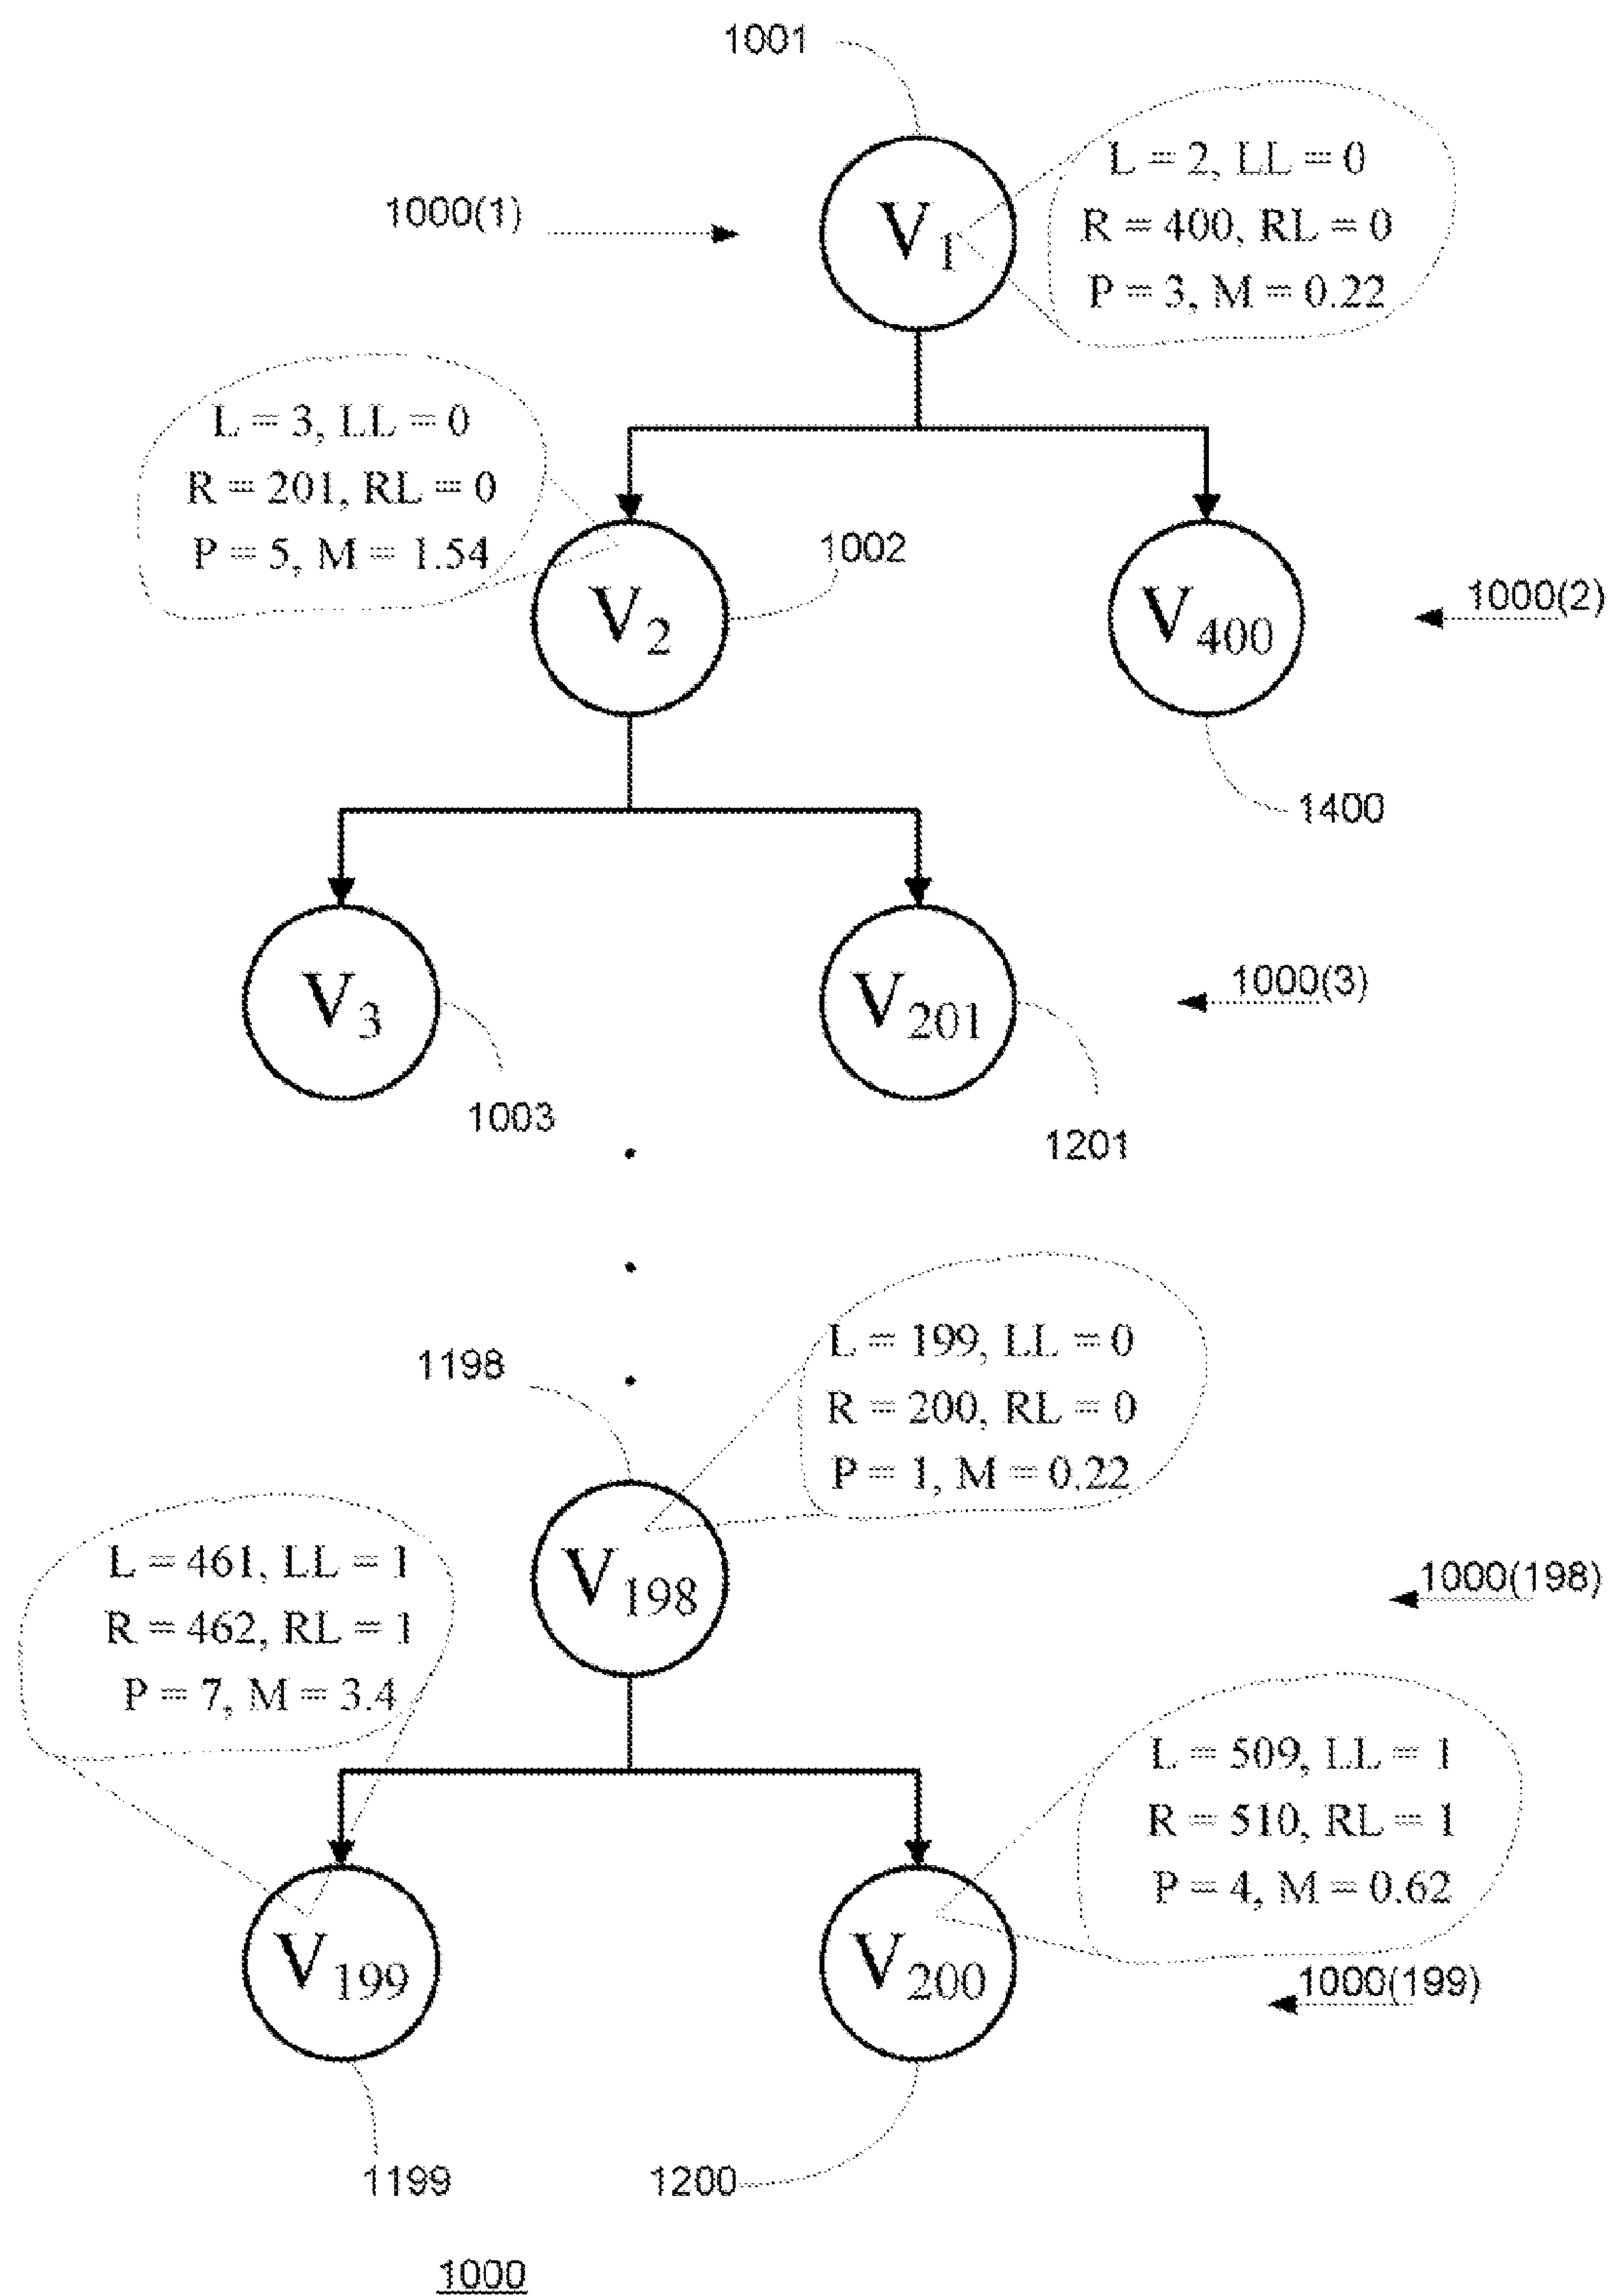 1001
L = 2, LL = 0
R = 400, RL = 0
P = 3, M = 0.22
1000(1)
V1
L = 3, LL = 0
R = 201, RL = 0
P = 5, M = 1.54
1002
V2
V400
1000(2)
1400
V3
V201
1000(3)
1003
1201
L = 199, LL = 0
R = 200, RL = 0
P = 1, M = 0.22
1198
V198
L = 461, LL = 1
R = 462, RL = 1
P = 7, M = 3.4
1000(198)
L = 509, LL = 1
R = 510, RL = 1
P = 4, M = 0.62
V199
V200
1000(199)
1199
1200
1000